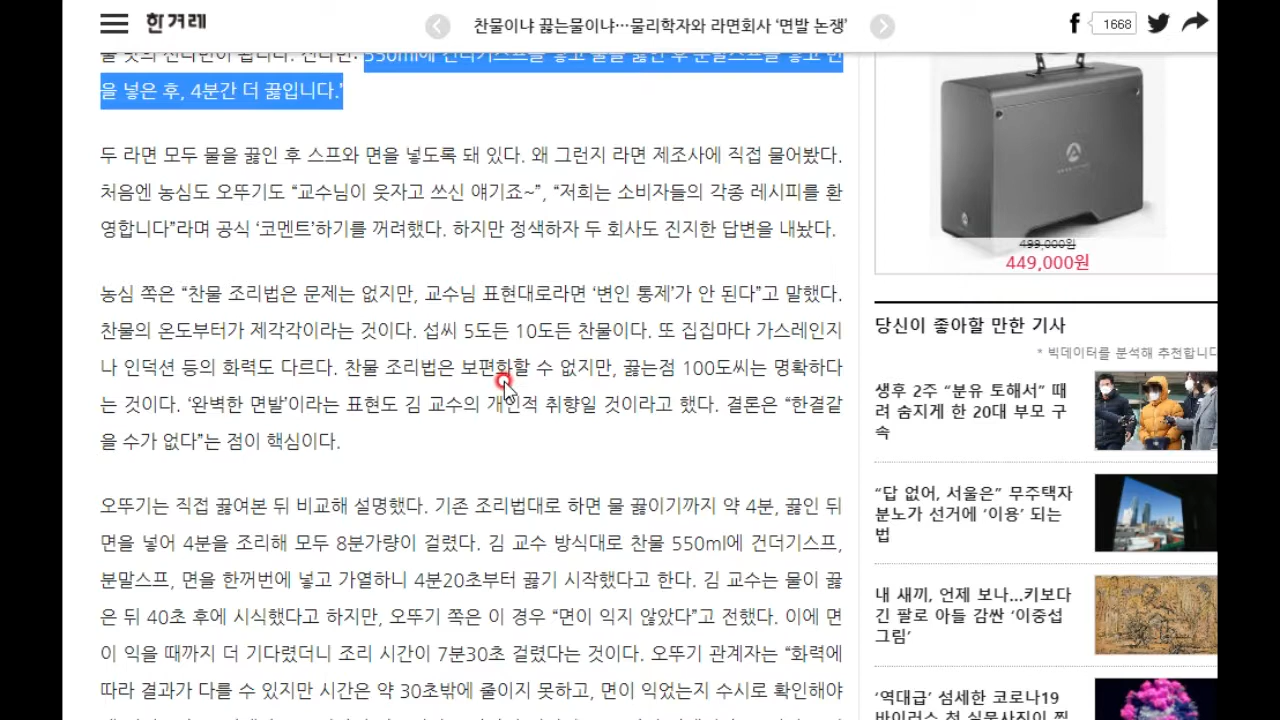 한겨레
찬물이냐 끓는물이냐…물리학자와 라면회사 ‘면발 논쟁’
1668
550ml에 건더기스프를 넣고 물을 끓인 후 분말스프를 넣고 면
을 넣은 후, 4분간 더 끓입니다.’
두 라면 모두 물을 끓인 후 스프와 면을 넣도록 돼 있다. 왜 그런지 라면 제조사에 직접 물어봤다.
처음엔 농심도 오뚜기도 “교수님이 웃자고 쓰신 얘기죠~”, “저희는 소비자들의 각종 레시피를 환
영합니다”라며 공식 ‘코멘트’하기를 꺼려했다. 하지만 정색하자 두 회사도 진지한 답변을 내놨다.
농심 쪽은 “찬물 조리법은 문제는 없지만, 교수님 표현대로라면 ‘변인 통제’가 안 된다”고 말했다.
찬물의 온도부터가 제각각이라는 것이다. 섭씨 5도든 10도든 찬물이다. 또 집집마다 가스레인지
나 인덕션 등의 화력도 다르다. 찬물 조리법은 보편화할 수 없지만, 끓는점 100도씨는 명확하다
는 것이다. ‘완벽한 면발’이라는 표현도 김 교수의 개인적 취향일 것이라고 했다. 결론은 “한결같
을 수가 없다”는 점이 핵심이다.
오뚜기는 직접 끓여본 뒤 비교해 설명했다. 기존 조리법대로 하면 물 끓이기까지 약 4분, 끓인 뒤
면을 넣어 4분을 조리해 모두 8분가량이 걸렸다. 김 교수 방식대로 찬물 550ml에 건더기스프,
분말스프, 면을 한꺼번에 넣고 가열하니 4분20초부터 끓기 시작했다고 한다. 김 교수는 물이 끓
은 뒤 40초 후에 시식했다고 하지만, 오뚜기 쪽은 이 경우 “면이 익지 않았다”고 전했다. 이에 면
이 익을 때까지 더 기다렸더니 조리 시간이 7분30초 걸렸다는 것이다. 오뚜기 관계자는 “화력에
따라 결과가 다를 수 있지만 시간은 약 30초밖에 줄이지 못하고, 면이 익었는지 수시로 확인해야
499,000원
449,000원
당신이 좋아할 만한 기사
* 빅데이터를 분석해 추천합니다
생후 2주 “분유 토해서” 때
려 숨지게 한 20대 부모 구
속
“답 없어, 서울은” 무주택자
분노가 선거에 ‘이용’ 되는
법
내 새끼, 언제 보나...키보다
긴 팔로 아들 감싼 ‘이중섭
그림’
‘역대급’ 섬세한 코로나19
바이러스 첫 실물사진이 찍